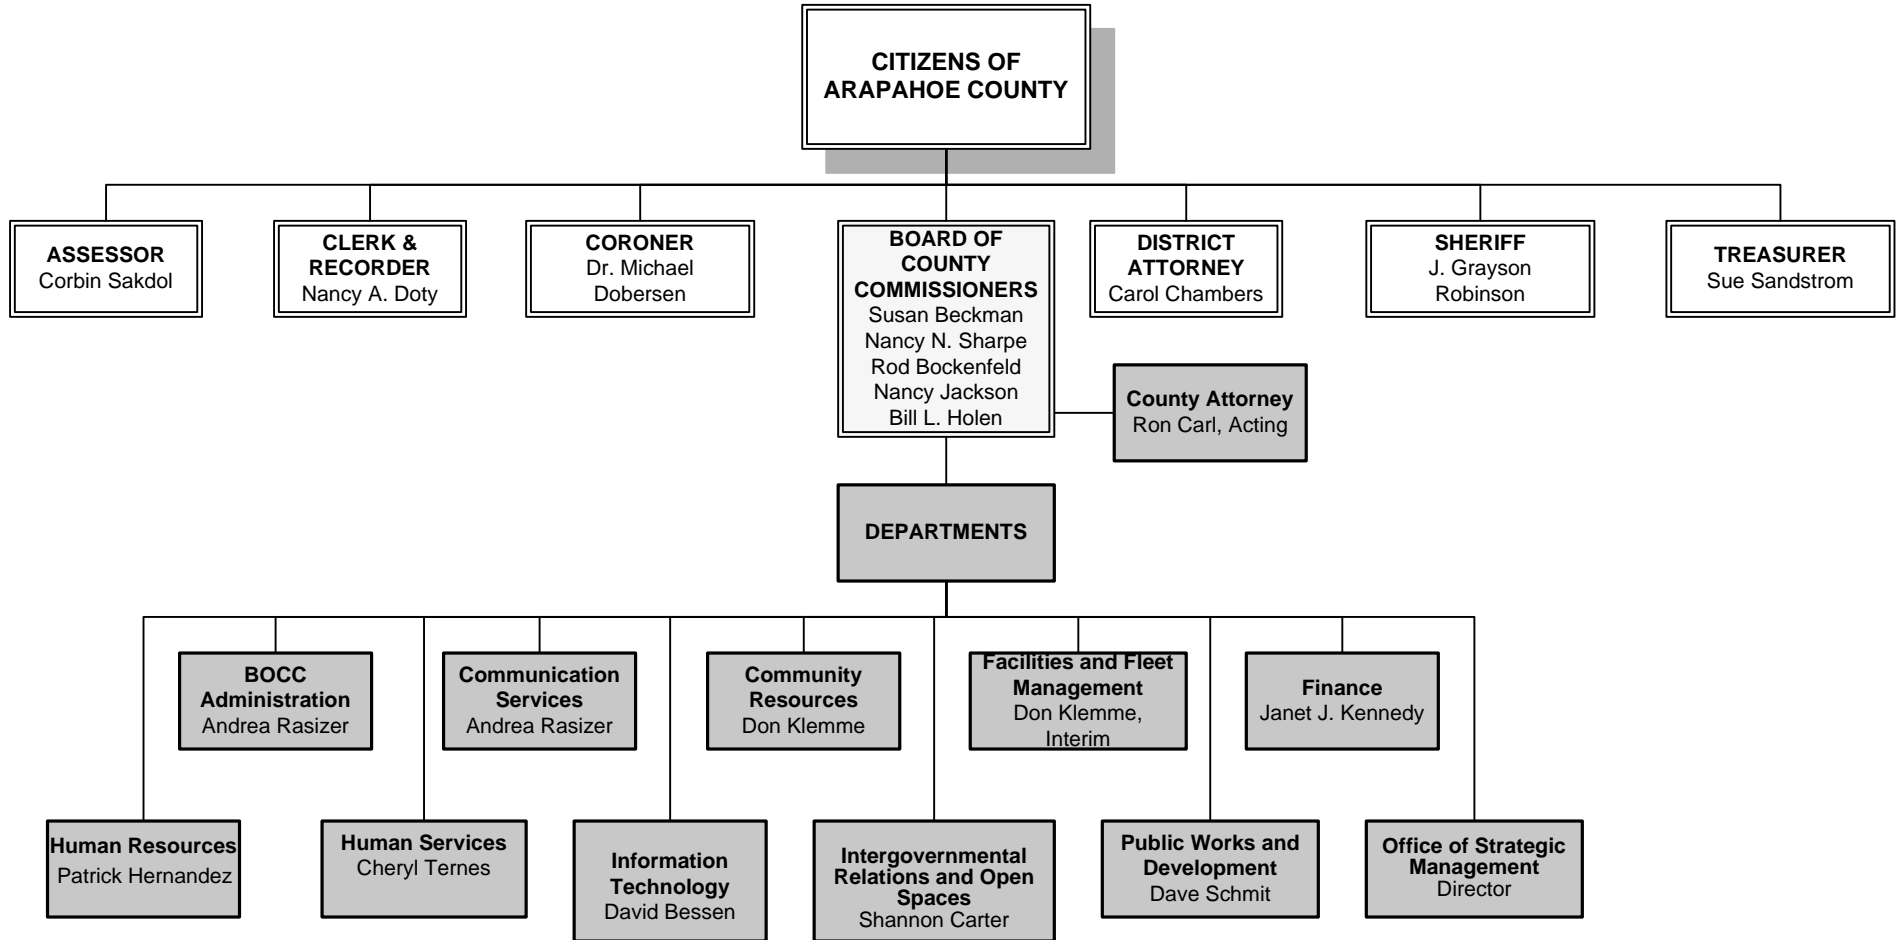 CITIZENS OF
ARAPAHOE COUNTY
ASSESSOR
Corbin Sakdol
CLERK &
RECORDER
Nancy A. Doty
CORONER
Dr. Michael
Dobersen
BOARD OF
COUNTY
COMMISSIONERS
Susan Beckman
Nancy N. Sharpe
Rod Bockenfeld
Nancy Jackson
Bill L. Holen
DISTRICT
ATTORNEY
Carol Chambers
SHERIFF
J. Grayson
Robinson
TREASURER
Sue Sandstrom
County Attorney
Ron Carl, Acting
DEPARTMENTS
BOCC
Administration
Andrea Rasizer
Communication
Services
Andrea Rasizer
Community
Resources
Don Klemme
Facilities and Fleet
Management
Don Klemme,
Interim
Finance
Janet J. Kennedy
Human Resources
Patrick Hernandez
Human Services
Cheryl Ternes
Information
Technology
David Bessen
Intergovernmental
Relations and Open
Spaces
Shannon Carter
Public Works and
Development
Dave Schmit
Office of Strategic
Management
Director